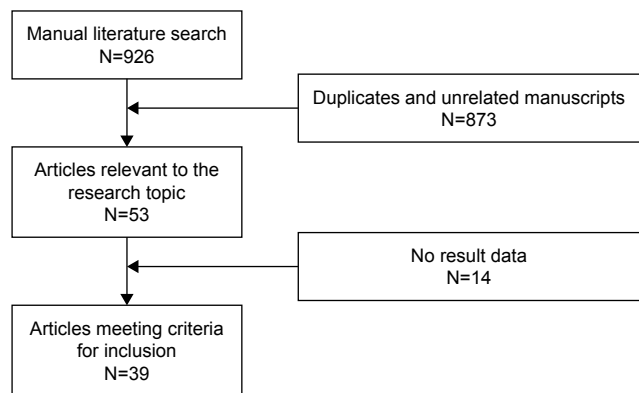 Manual literature search
N=926
Duplicates and unrelated manuscripts
N=873
Articles relevant to the
research topic
N=53
No result data
N=14
Articles meeting criteria
for inclusion
N=39